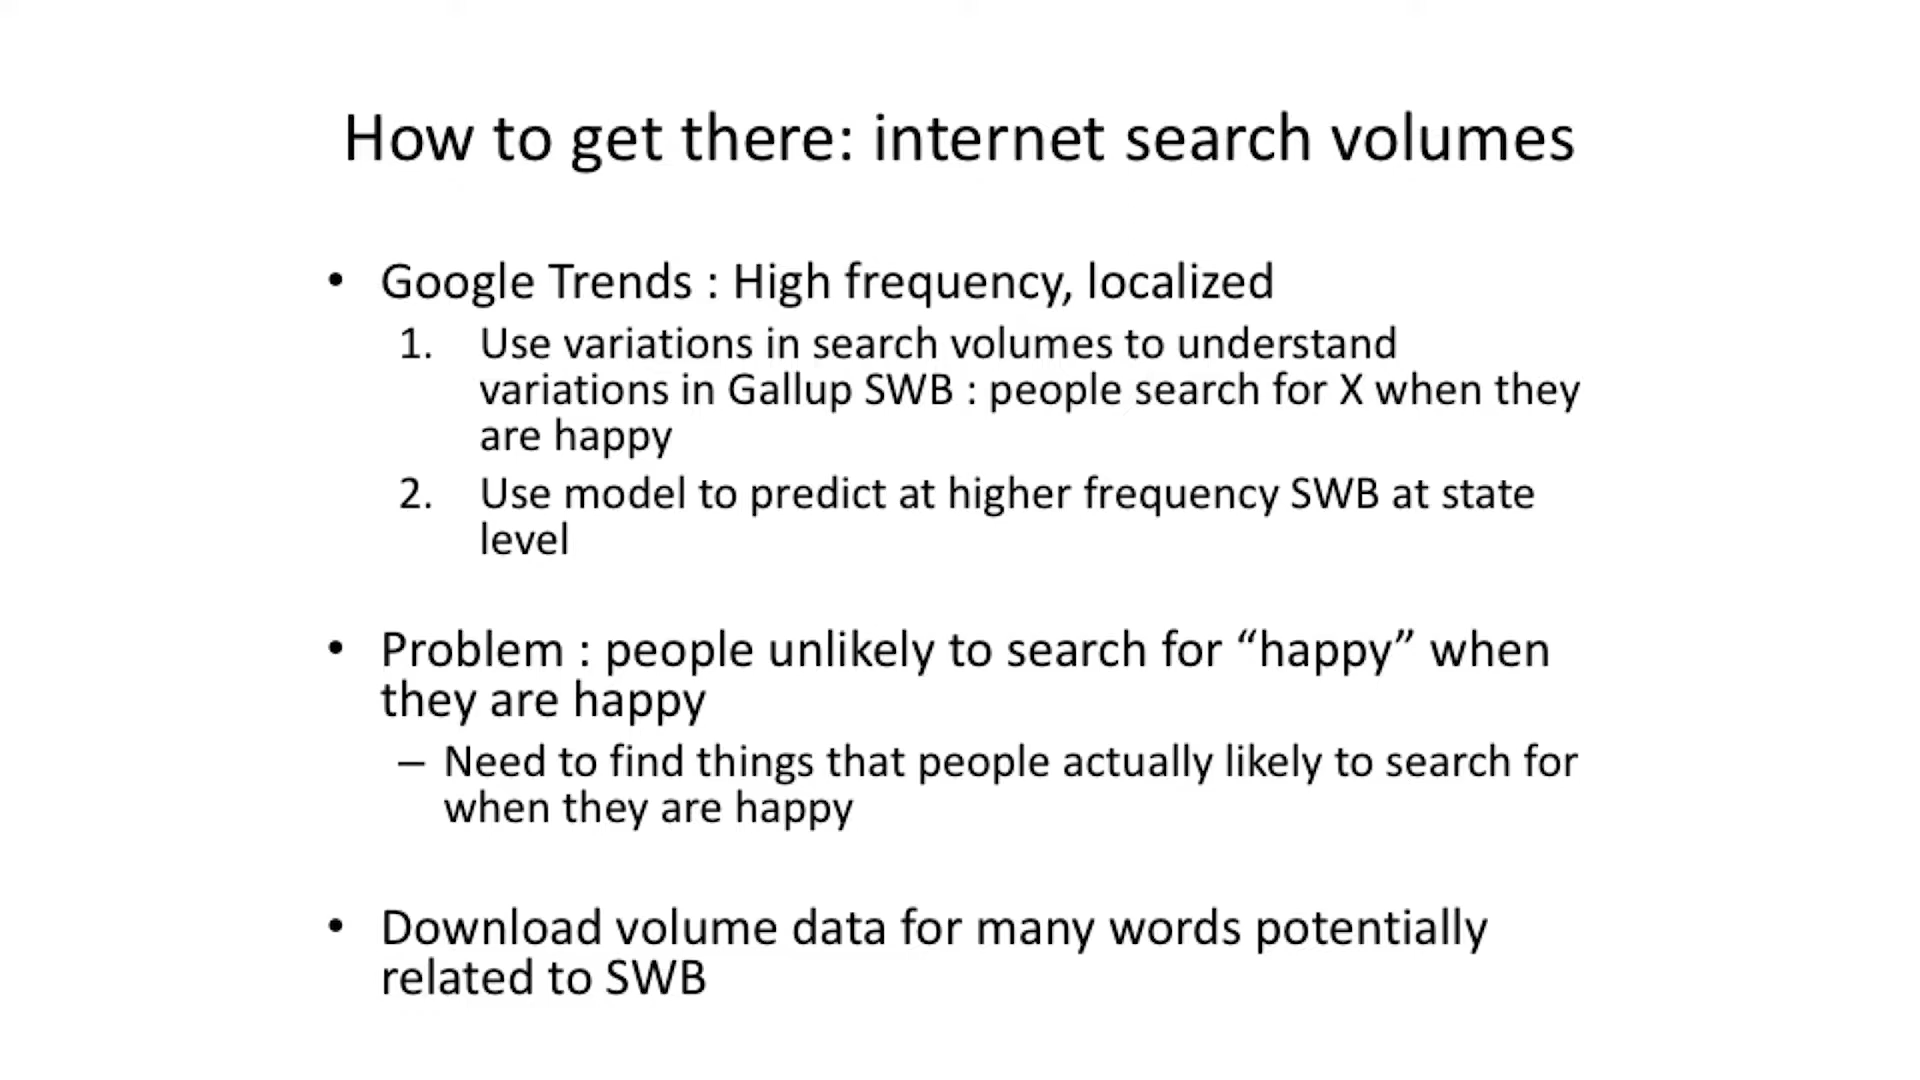 How to get there: internet search volumes
• Google Trends : High frequency, localized
1. Use variations in search volumes to understand
variations in Gallup SWB : people search for X when they
are happy
2. Use model to predict at higher frequency SWB at state
level
• Problem : people unlikely to search for “happy” when
they are happy
– Need to find things that people actually likely to search for
when they are happy
• Download volume data for many words potentially
related to SWB